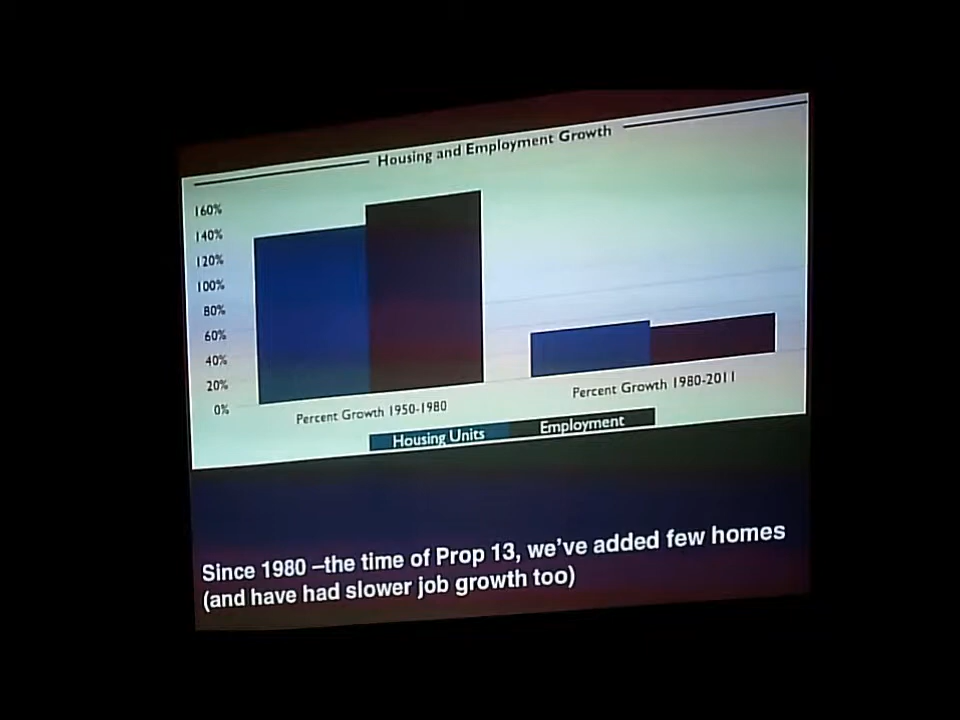 Housing and Employment Growth
160%
140%
120%
100%
80%
60%
40%
20%
0%
Percent Growth 1950-1980
Percent Growth 1980-2011
Housing Units
Employment
Since 1980 –the time of Prop 13, we’ve added few homes
(and have had slower job growth too)